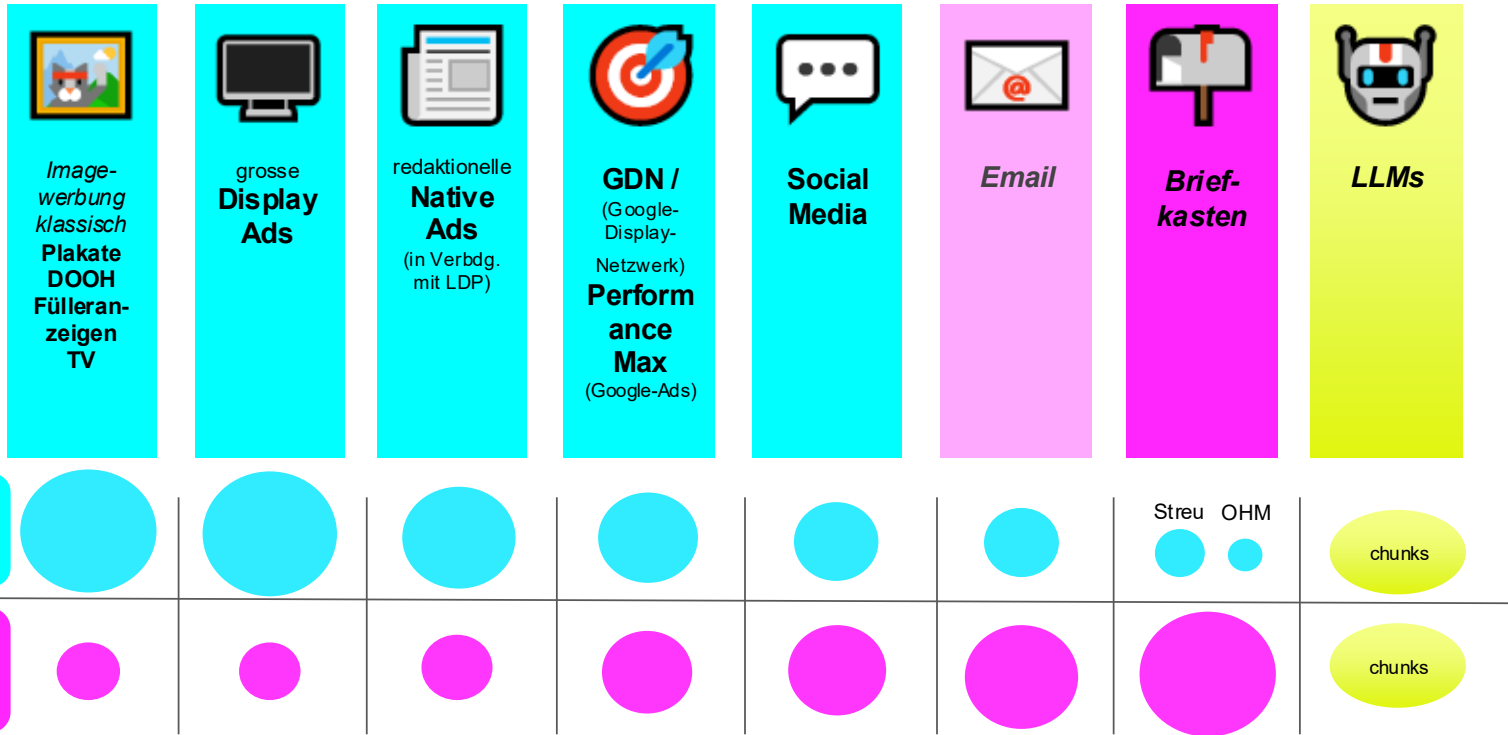 Image-
werbung
klassisch
Plakate
DOOH
Fülleran-
zeigen
TV
grosse
Display
Ads
redaktionelle
Native
Ads
(in Verbdg.
mit LDP)
GDN /
(Google-
Display-
Netzwerk)
Perform
ance
Max
(Google-Ads)
Social
Media
@
Email
Brief-
kasten
LLMs
Streu OHM
chunks
chunks